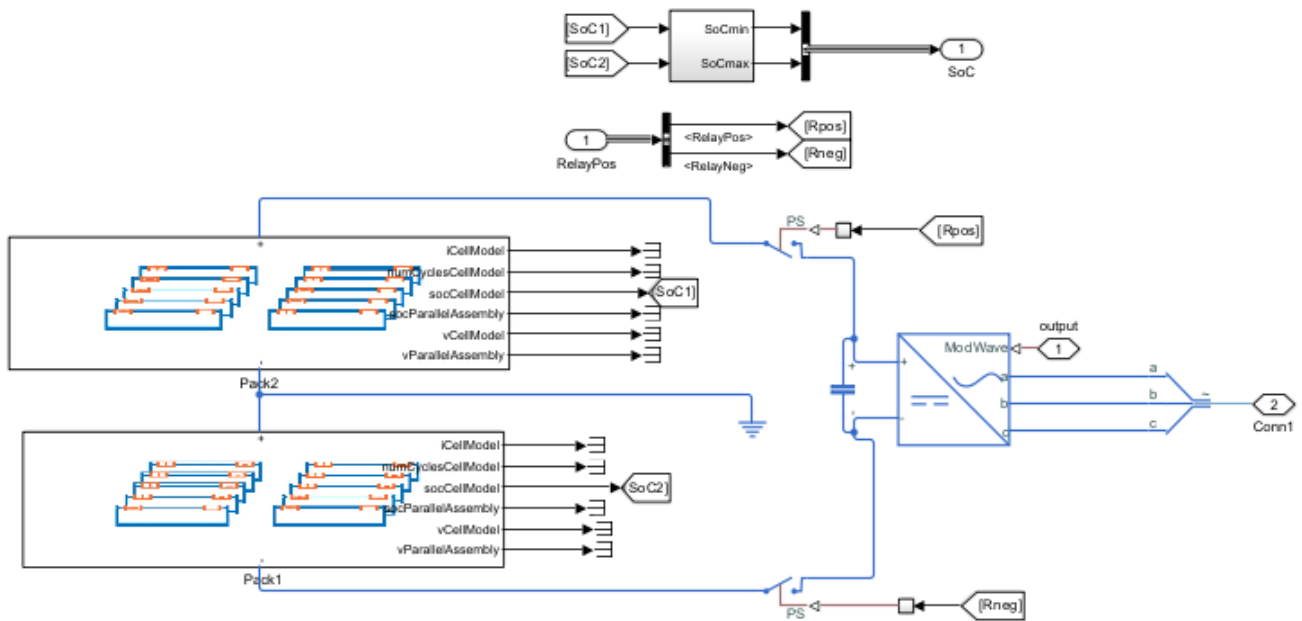 [SoC1]
SoCmin
[SoC2]
SoCmax
1
SoC
1
RelayPos
<RelayPos>
[Rpos]
<RelayNeg>
[Rneg]
PS
[Rpos]
+
iCellModel
numCyclesCellModel
socCellModel
SoC1]
socParallelAssembly
vCellModel
vParallelAssembly
-
Pack2
output
ModWave
1
+
-
a
b
c
+
-
a
b
c
~
2
Conn1
+
iCellModel
numCyclesCellModel
socCellModel
SoC2]
socParallelAssembly
vCellModel
vParallelAssembly
-
Pack1
PS
[Rneg]